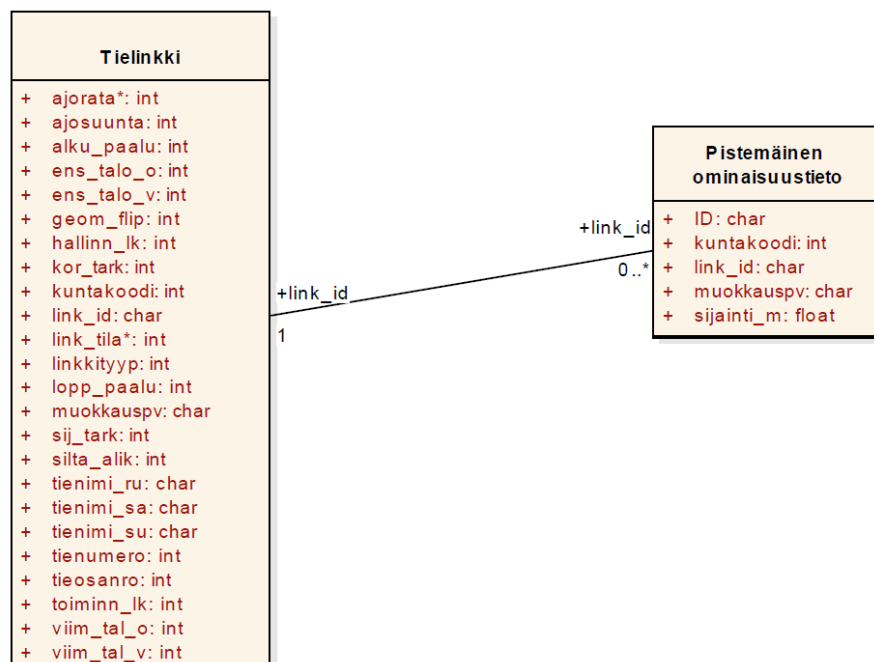 Tielinkki
+ ajorata*: int
+ ajosuunta: int
+ alku_paalu: int
+ ens_talo_o: int
+ ens_talo_v: int
+ geom_flip: int
+ hallinn_lk: int
+ kor_tark: int
+ kuntakoodi: int
+ link_id: char
+ link_tila*: int
+ linkkityyp: int
+ lopp_paalu: int
+ muokkauspv: char
+ sij_tark: int
+ silta_alik: int
+ tienimi_ru: char
+ tienimi_sa: char
+ tienimi_su: char
+ tienumero: int
+ tieosanro: int
+ toiminn_lk: int
+ viim_tal_o: int
+ viim_tal_v: int
+link_id
1
+link_id
0..*
Pistemäinen
ominaisuustieto
+ ID: char
+ kuntakoodi: int
+ link_id: char
+ muokkauspv: char
+ sijainti_m: float